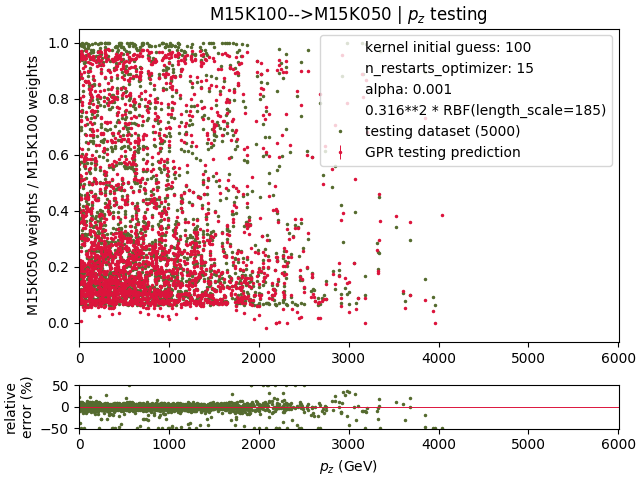 M15K100-->M15K050 | p_z testing
kernel initial guess: 100
n_restarts_optimizer: 15
alpha: 0.001
0.316**2 * RBF(length_scale=185)
testing dataset (5000)
GPR testing prediction
M15K050 weights / M15K100 weights
1.0
0.8
0.6
0.4
0.2
0.0
0 1000 2000 3000 4000 5000 6000
relative
error (%)
50
0
−50
0 1000 2000 3000 4000 5000 6000
p_z (GeV)